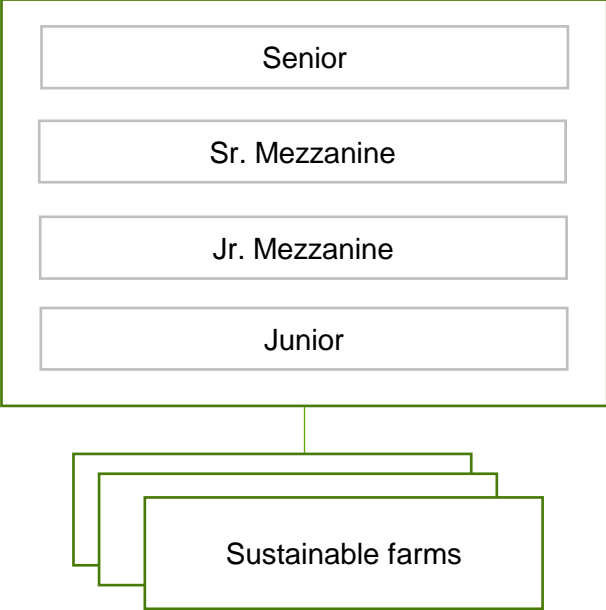 Senior
Sr. Mezzanine
Jr. Mezzanine
Junior
Sustainable farms